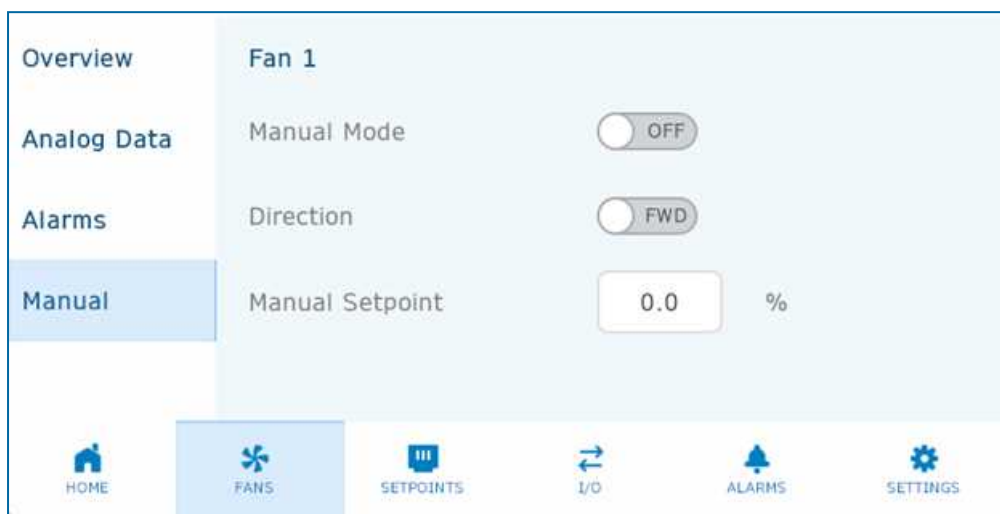 Overview
Analog Data
Alarms
Manual
Fan 1
Manual Mode OFF
Direction FWD
Manual Setpoint 0.0 %
HOME FANS SETPOINTS I/O ALARMS SETTINGS